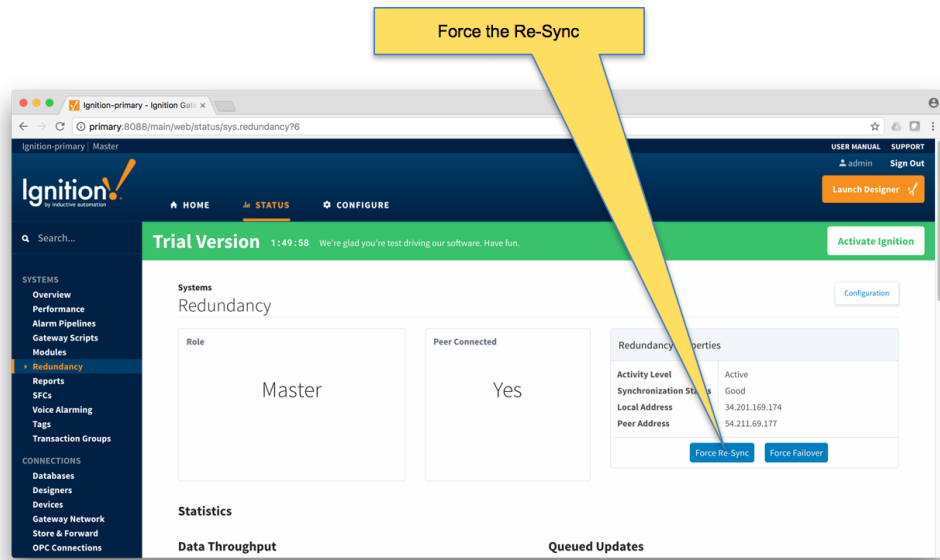 Force the Re-Sync
Ignition-primary - Ignition Gate
primary:8088/main/web/status/sys.redundancy?6
Ignition-primary | Master
USER MANUAL SUPPORT
admin Sign Out
Ignition!
by inductive automation.
Launch Designer
HOME STATUS CONFIGURE
Search...
Trial Version 1:49:58 We're glad you're test driving our software. Have fun.
Activate Ignition
SYSTEMS
Overview
Performance
Alarm Pipelines
Gateway Scripts
Modules
Redundancy
Reports
SFCs
Voice Alarming
Tags
Transaction Groups
CONNECTIONS
Databases
Designers
Devices
Gateway Network
Store & Forward
OPC Connections
Systems
Redundancy
Configuration
Role
Master
Peer Connected
Yes
Redundancy
Activity Level Active
Synchronization Good
Local Address 34.201.169.174
Peer Address 54.211.69.177
Force Re-Sync Force Failover
Statistics
Data Throughput Queued Updates